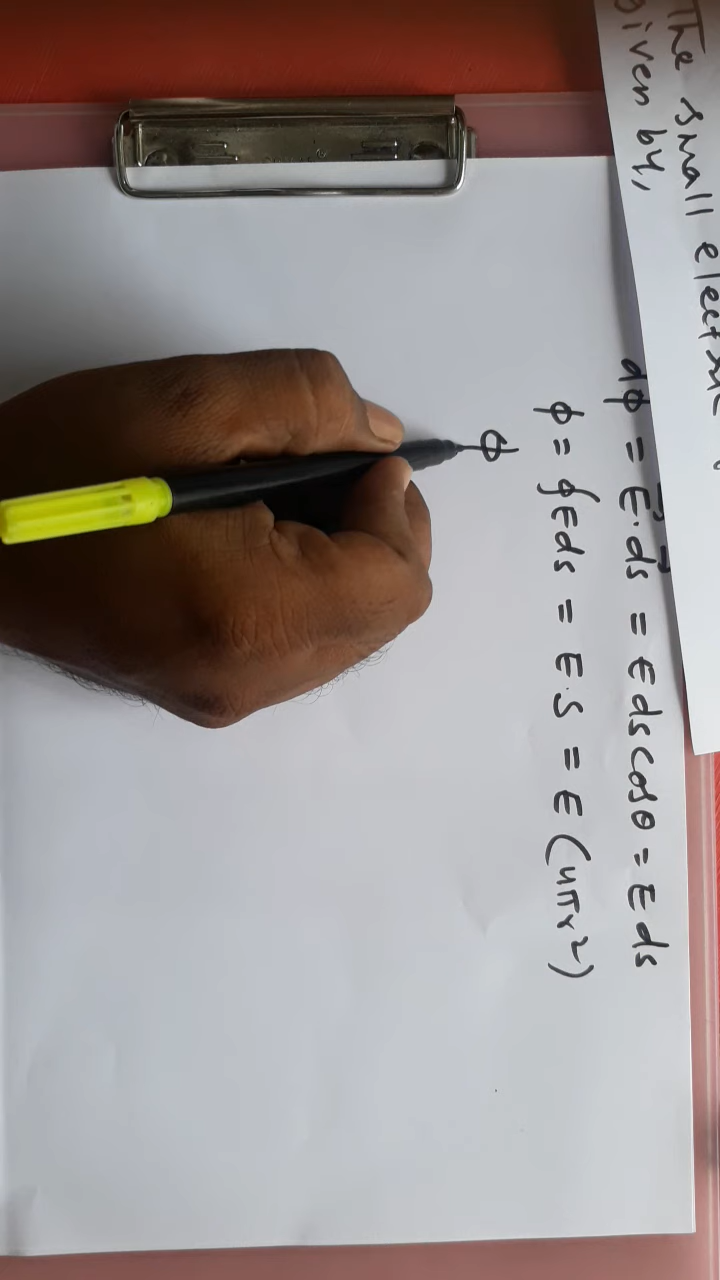 The small electric
given by,
dϕ = E⃗·ds⃗ = E ds cosθ = E ds
ϕ = ∮E ds = E·S = E (4πr²)
ϕ